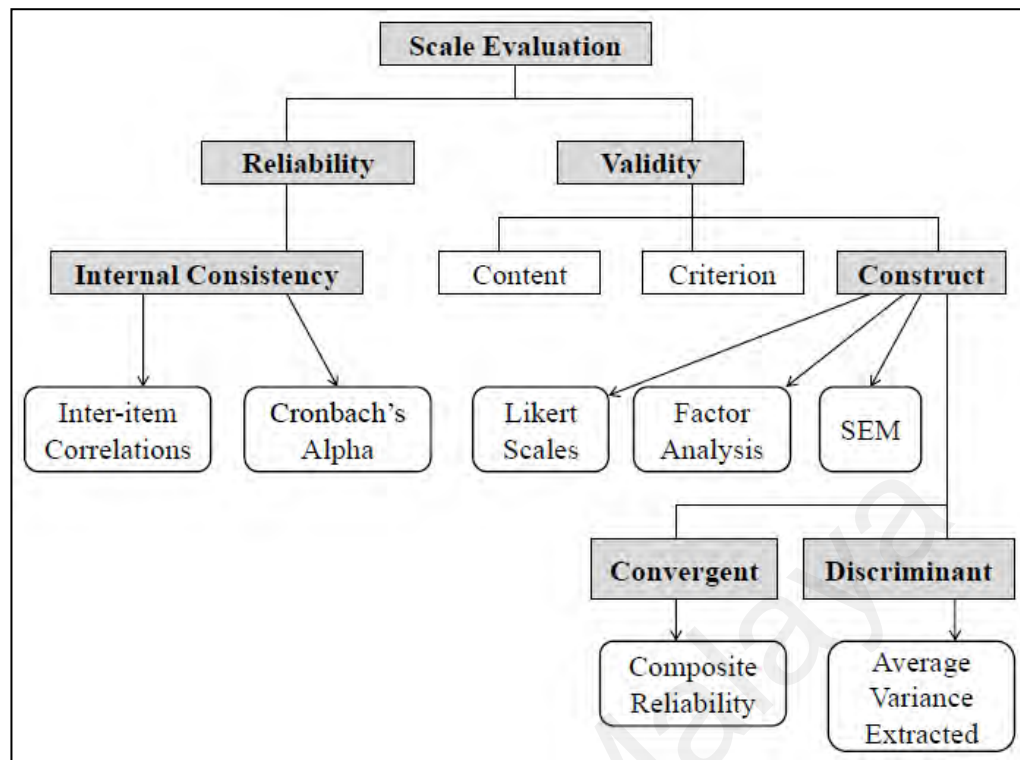 Scale Evaluation
Reliability
Validity
Internal Consistency
Content
Criterion
Construct
Inter-item
Correlations
Cronbach's
Alpha
Likert
Scales
Factor
Analysis
SEM
Convergent
Discriminant
Composite
Reliability
Average
Variance
Extracted
Malaya